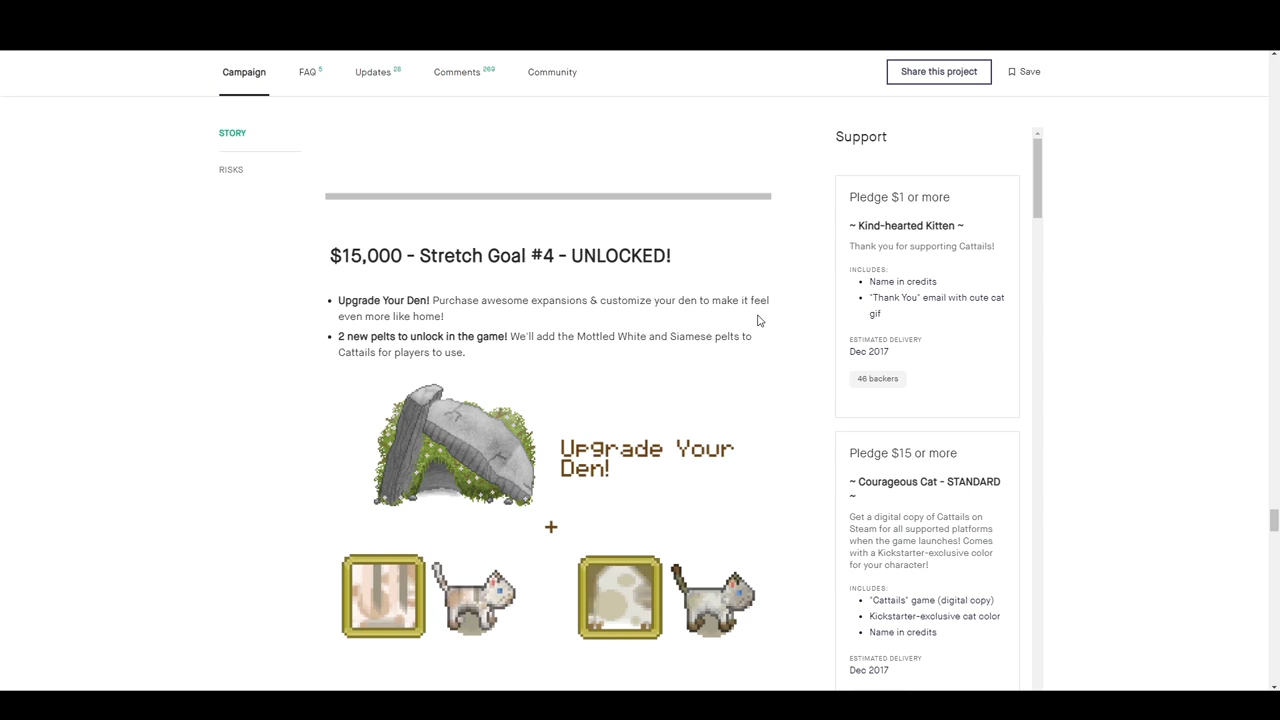 Campaign
FAQ 5
Updates 28
Comments 269
Community
Share this project
Save
STORY
RISKS
$15,000 - Stretch Goal #4 - UNLOCKED!
• Upgrade Your Den! Purchase awesome expansions & customize your den to make it feel
even more like home!
• 2 new pelts to unlock in the game! We'll add the Mottled White and Siamese pelts to
Cattails for players to use.
Upgrade Your
Den!
+
Support
Pledge $1 or more
~ Kind-hearted Kitten ~
Thank you for supporting Cattails!
INCLUDES:
• Name in credits
• "Thank You" email with cute cat
gif
ESTIMATED DELIVERY
Dec 2017
46 backers
Pledge $15 or more
~ Courageous Cat - STANDARD
~
Get a digital copy of Cattails on
Steam for all supported platforms
when the game launches! Comes
with a Kickstarter-exclusive color
for your character!
INCLUDES:
• "Cattails" game (digital copy)
• Kickstarter-exclusive cat color
• Name in credits
ESTIMATED DELIVERY
Dec 2017